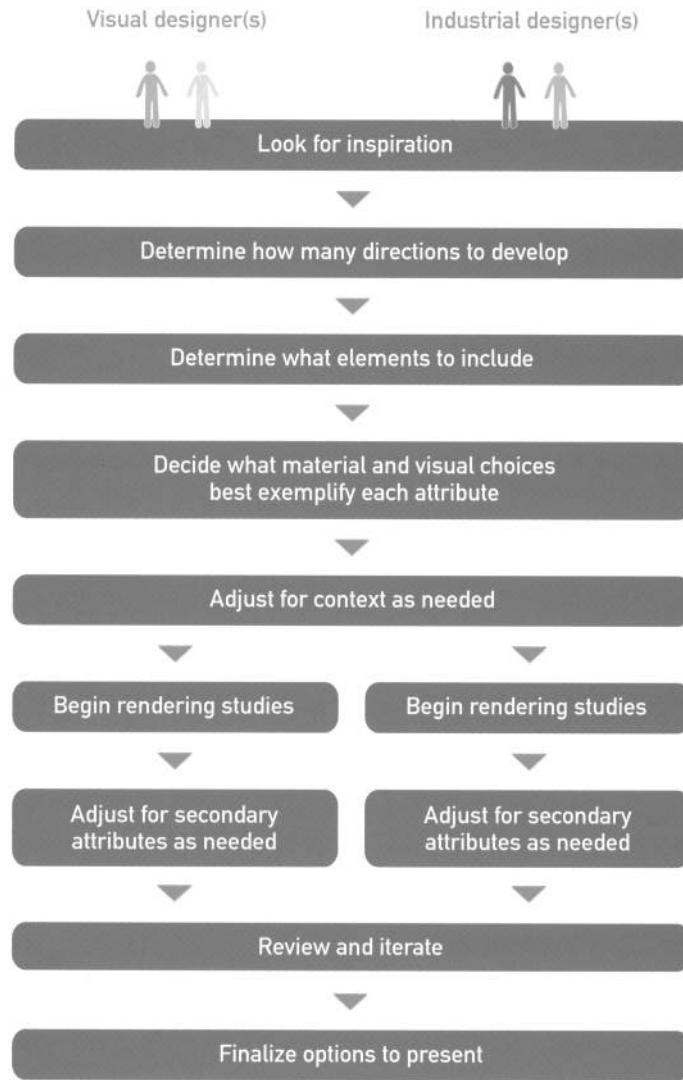 Visual designer(s)
Industrial designer(s)
Look for inspiration
Determine how many directions to develop
Determine what elements to include
Decide what material and visual choices
best exemplify each attribute
Adjust for context as needed
Begin rendering studies
Begin rendering studies
Adjust for secondary
attributes as needed
Adjust for secondary
attributes as needed
Review and iterate
Finalize options to present